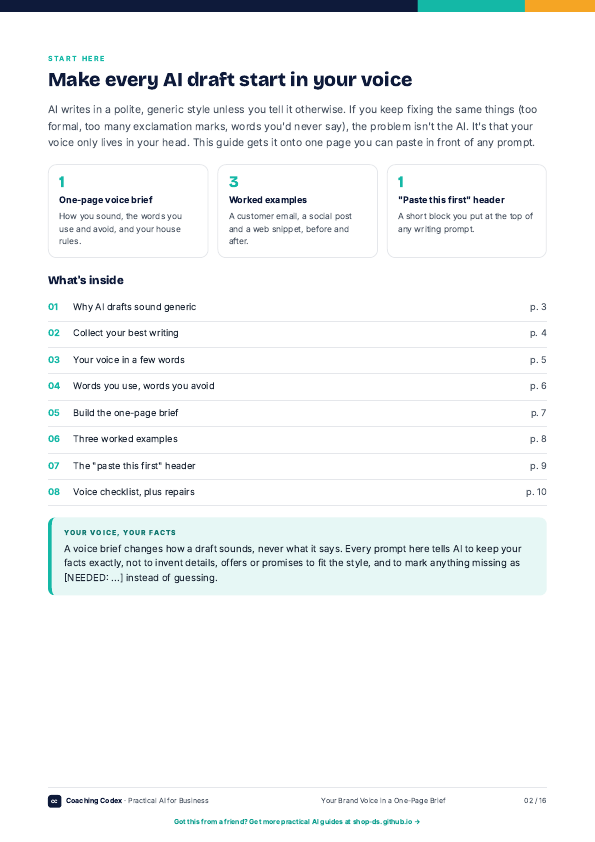 START HERE
Make every AI draft start in your voice
AI writes in a polite, generic style unless you tell it otherwise. If you keep fixing the same things (too
formal, too many exclamation marks, words you'd never say), the problem isn't the AI. It's that your
voice only lives in your head. This guide gets it onto one page you can paste in front of any prompt.
1
One-page voice brief
How you sound, the words you
use and avoid, and your house
rules.
3
Worked examples
A customer email, a social post
and a web snippet, before and
after.
1
"Paste this first" header
A short block you put at the top of
any writing prompt.
What's inside
01 Why AI drafts sound generic p. 3
02 Collect your best writing p. 4
03 Your voice in a few words p. 5
04 Words you use, words you avoid p. 6
05 Build the one-page brief p. 7
06 Three worked examples p. 8
07 The "paste this first" header p. 9
08 Voice checklist, plus repairs p. 10
YOUR VOICE, YOUR FACTS
A voice brief changes how a draft sounds, never what it says. Every prompt here tells AI to keep your
facts exactly, not to invent details, offers or promises to fit the style, and to mark anything missing as
[NEEDED: ...] instead of guessing.
cc Coaching Codex · Practical AI for Business Your Brand Voice in a One-Page Brief 02 / 16
Got this from a friend? Get more practical AI guides at shop-ds.github.io →